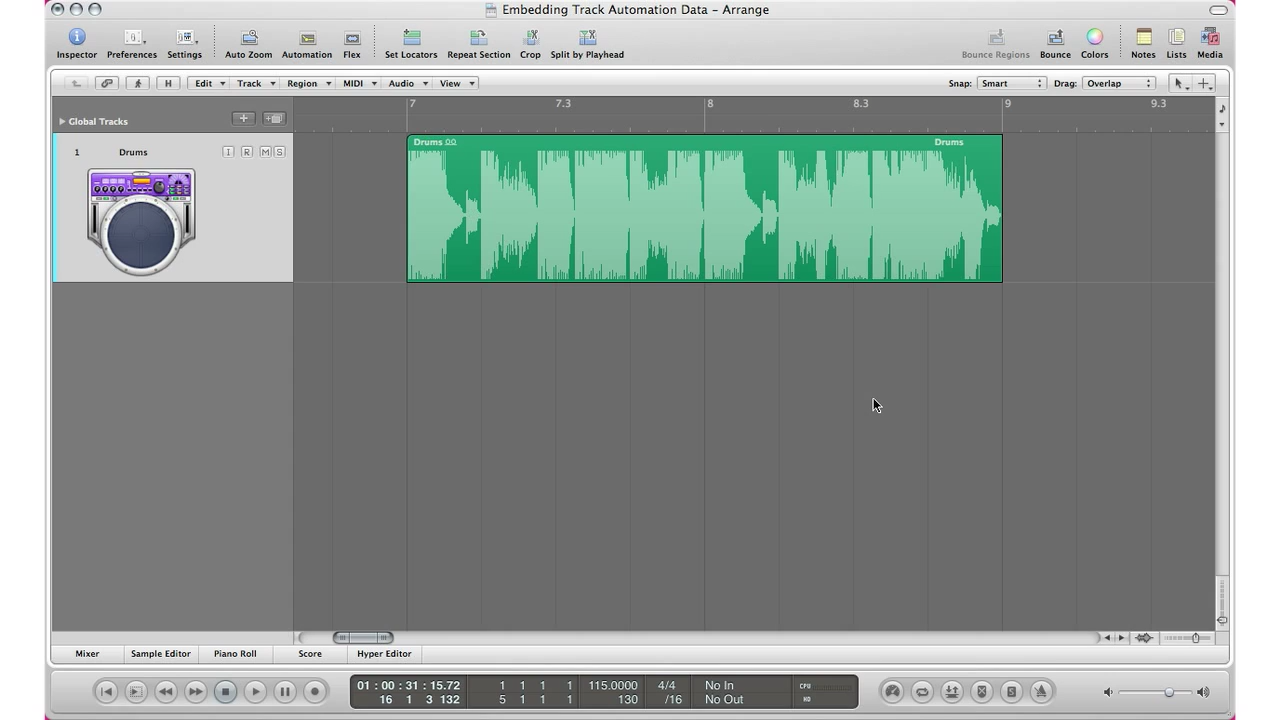 Embedding Track Automation Data – Arrange
Inspector Preferences Settings Auto Zoom Automation Flex Set Locators Repeat Section Crop Split by Playhead Bounce Regions Bounce Colors Notes Lists Media
H Edit Track Region MIDI Audio View Snap: Smart Drag: Overlap
7 7.3 8 8.3 9 9.3
Global Tracks
Drums Drums
1 Drums I R M S
Mixer Sample Editor Piano Roll Score Hyper Editor
01 : 00 : 31 : 15.72 1 1 1 1 115.0000 4/4 No In CPU
16 1 3 132 5 1 1 1 130 /16 No Out HD
S